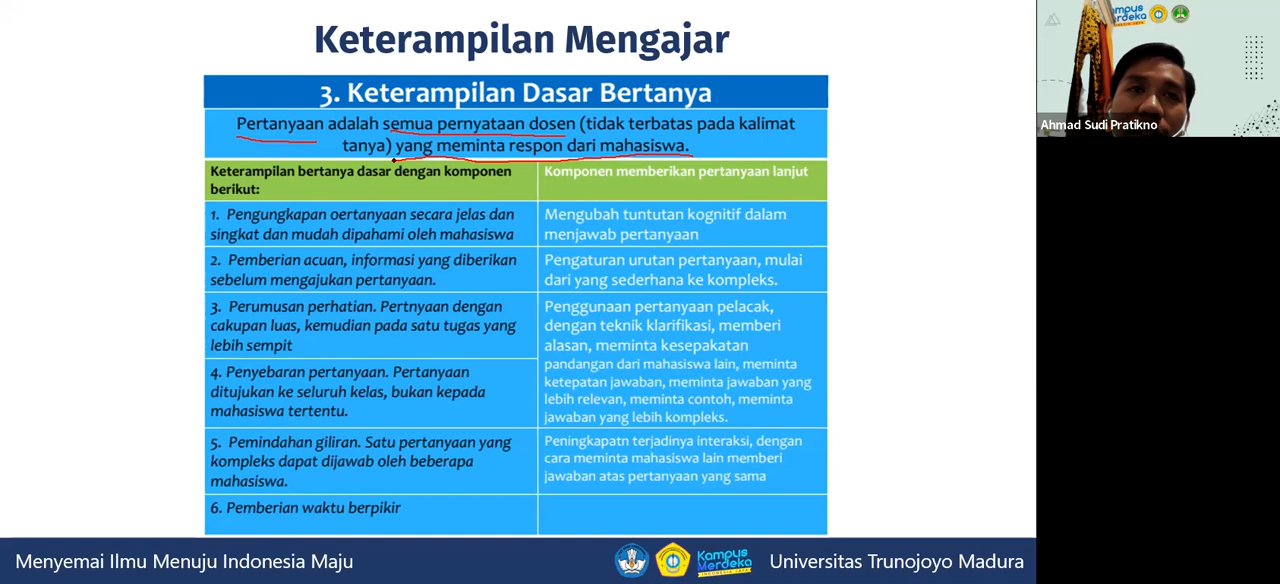 Keterampilan Mengajar
3. Keterampilan Dasar Bertanya
Pertanyaan adalah semua pernyataan dosen (tidak terbatas pada kalimat
tanya) yang meminta respon dari mahasiswa.
Keterampilan bertanya dasar dengan komponen
berikut:
Komponen memberikan pertanyaan lanjut
1. Pengungkapan oertanyaan secara jelas dan
singkat dan mudah dipahami oleh mahasiswa
Mengubah tuntutan kognitif dalam
menjawab pertanyaan
2. Pemberian acuan, informasi yang diberikan
sebelum mengajukan pertanyaan.
Pengaturan urutan pertanyaan, mulai
dari yang sederhana ke kompleks.
3. Perumusan perhatian. Pertnyaan dengan
cakupan luas, kemudian pada satu tugas yang
lebih sempit
4. Penyebaran pertanyaan. Pertanyaan
ditujukan ke seluruh kelas, bukan kepada
mahasiswa tertentu.
Penggunaan pertanyaan pelacak,
dengan teknik klarifikasi, memberi
alasan, meminta kesepakatan
pandangan dari mahasiswa lain, meminta
ketepatan jawaban, meminta jawaban yang
lebih relevan, meminta contoh, meminta
jawaban yang lebih kompleks.
5. Pemindahan giliran. Satu pertanyaan yang
kompleks dapat dijawab oleh beberapa
mahasiswa.
Peningkapatn terjadinya interaksi, dengan
cara meminta mahasiswa lain memberi
jawaban atas pertanyaan yang sama
6. Pemberian waktu berpikir
Menyemai Ilmu Menuju Indonesia Maju
Kampus
Merdeka
INDONESIA JAYA
Universitas Trunojoyo Madura
Kampus
Merdeka
Ahmad Sudi Pratikno